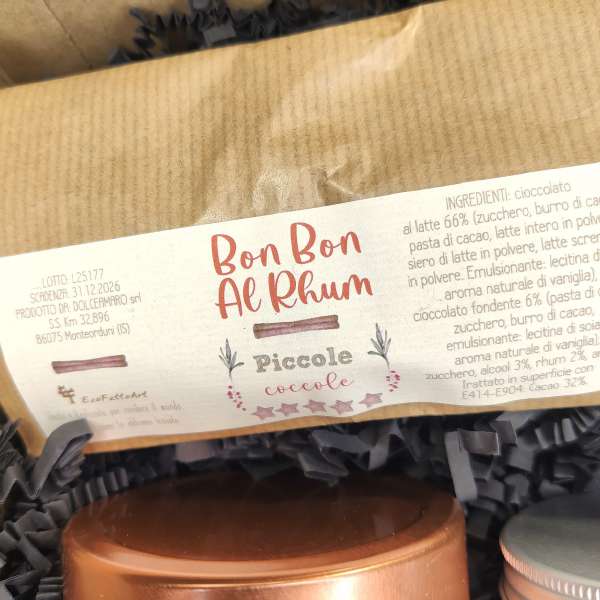 LOTTO: L25177
SCADENZA: 31.12.2026
PRODOTTO DA: DOLCEAMARO srl
S.S. Km 32,896
86075 Monteroduni (IS)
EcoFattoArt
Bon Bon
Al Rhum
Piccole
coccole
INGREDIENTI: cioccolato
al latte 66% (zucchero, burro di
pasta di cacao, latte intero in
siero di latte in polvere, latte
in polvere. Emulsionante: lecitina di
aroma naturale di vaniglia),
cioccolato fondente 6% (pasta di
zucchero, burro di cacao,
emulsionante: lecitina di soia
aroma naturale di vaniglia),
zucchero, alcool 3%, rhum 2%,
Trattato in superficie con
E414-E904. Cacao 32%